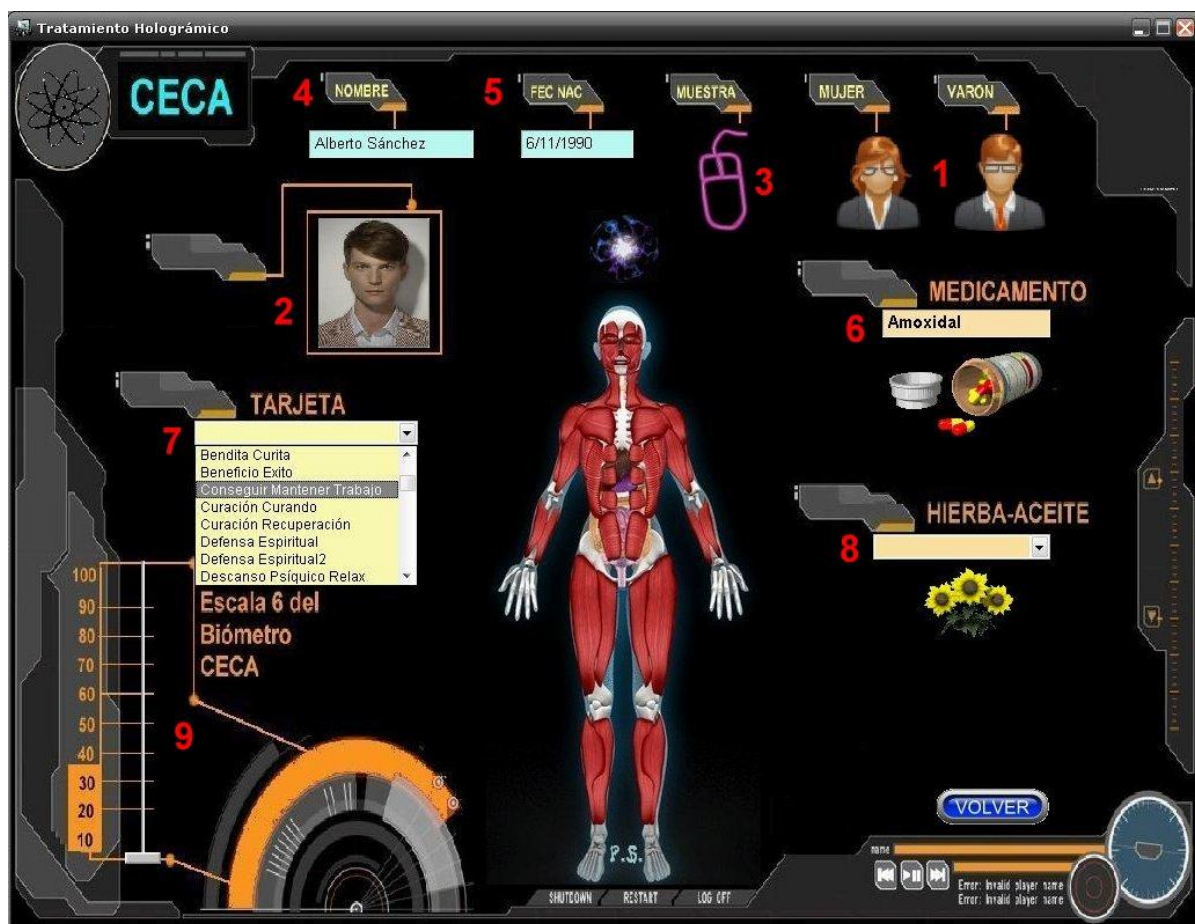 Tratamiento Holográmico
CECA
4
NOMBRE
5
FEC NAC
MUESTRA
MUJER
VARON
Alberto Sánchez
6/11/1990
3
1
2
MEDICAMENTO
6
Amoxidal
TARJETA
7
Bendita Curita
Beneficio Exito
Conseguir Mantener Trabajo
Curación Curando
Curación Recuperación
Defensa Espiritual
Defensa Espiritual2
Descanso Psíquico Relax
HIERBA-ACEITE
8
100
90
80
70
60
50
40
30
20
10
Escala 6 del
Biómetro
CECA
9
VOLVER
P.S.
name
Error: Invalid player name
Error: Invalid player name
SHUTDOWN
RESTART
LOG OFF